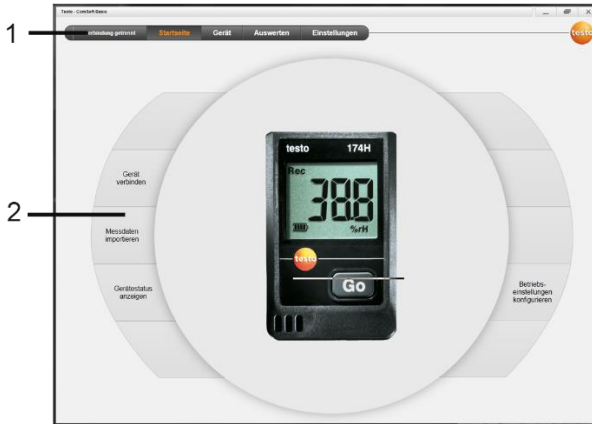 Testo - Comfort Basic
1
Verbindung getrennt Startseite Gerät Auswerten Einstellungen
testo
testo 174H
Rec
38.8
%rH
testo
Go
Gerät
verbinden
2
Messdaten
importieren
Gerätestatus
anzeigen
Betriebs-
einstellungen
konfigurieren